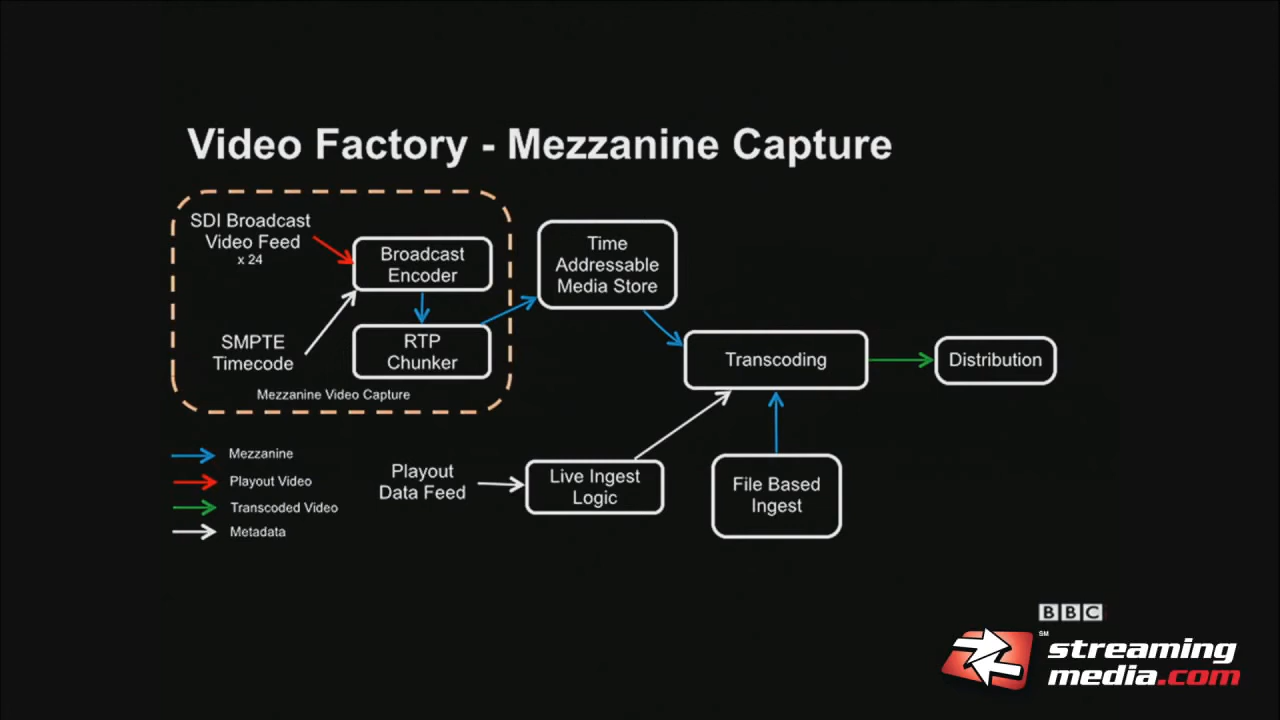 Video Factory - Mezzanine Capture
SDI Broadcast
Video Feed
x 24
Broadcast
Encoder
SMPTE
Timecode
RTP
Chunker
Mezzanine Video Capture
Time
Addressable
Media Store
Transcoding
Distribution
Mezzanine
Playout Video
Transcoded Video
Metadata
Playout
Data Feed
Live Ingest
Logic
File Based
Ingest
BBC
SM
streaming
media.com